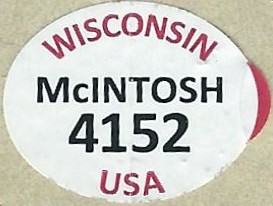 WISCONSIN
McINTOSH
4152
USA